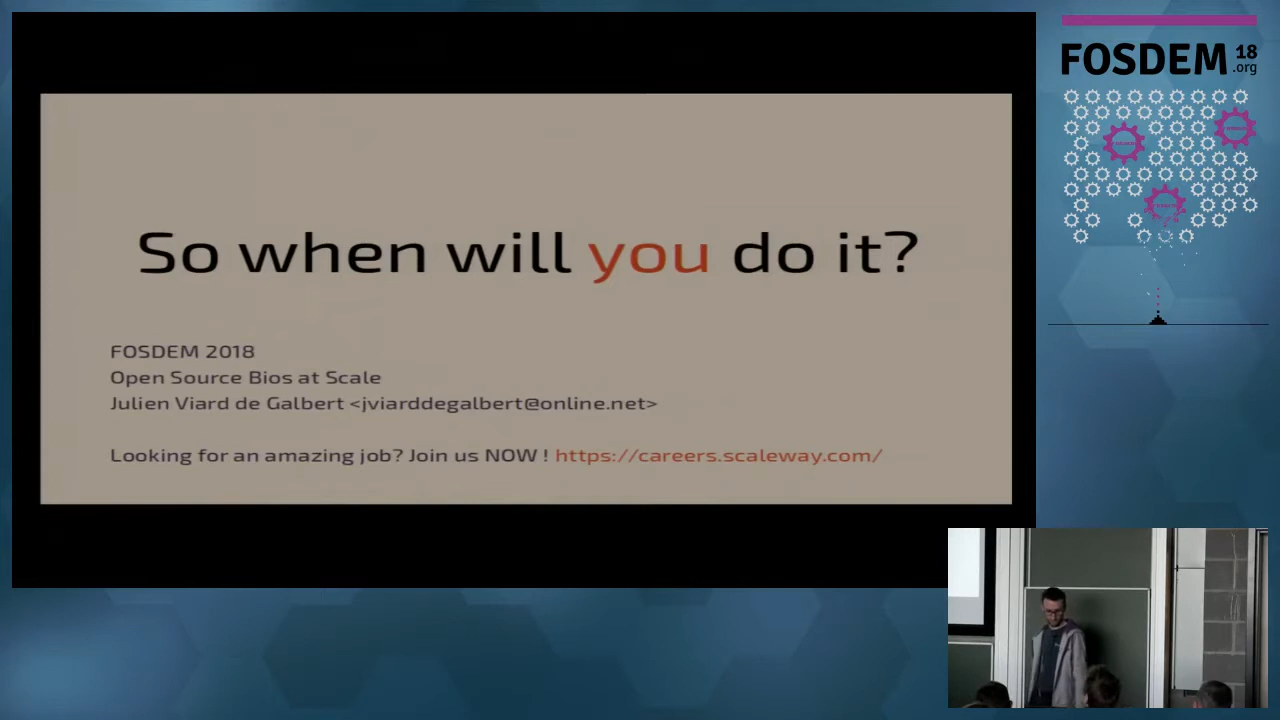 So when will you do it?
FOSDEM 2018
Open Source Bios at Scale
Julien Viard de Galbert <jviarddegalbert@online.net>
Looking for an amazing job? Join us NOW ! https://careers.scaleway.com/
FOSDEM 18
.org